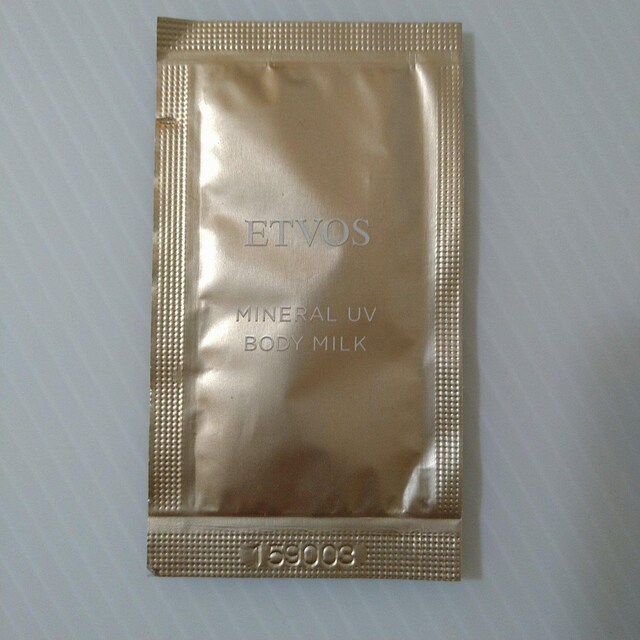 ETVOS
MINERAL UV
BODY MILK
159003